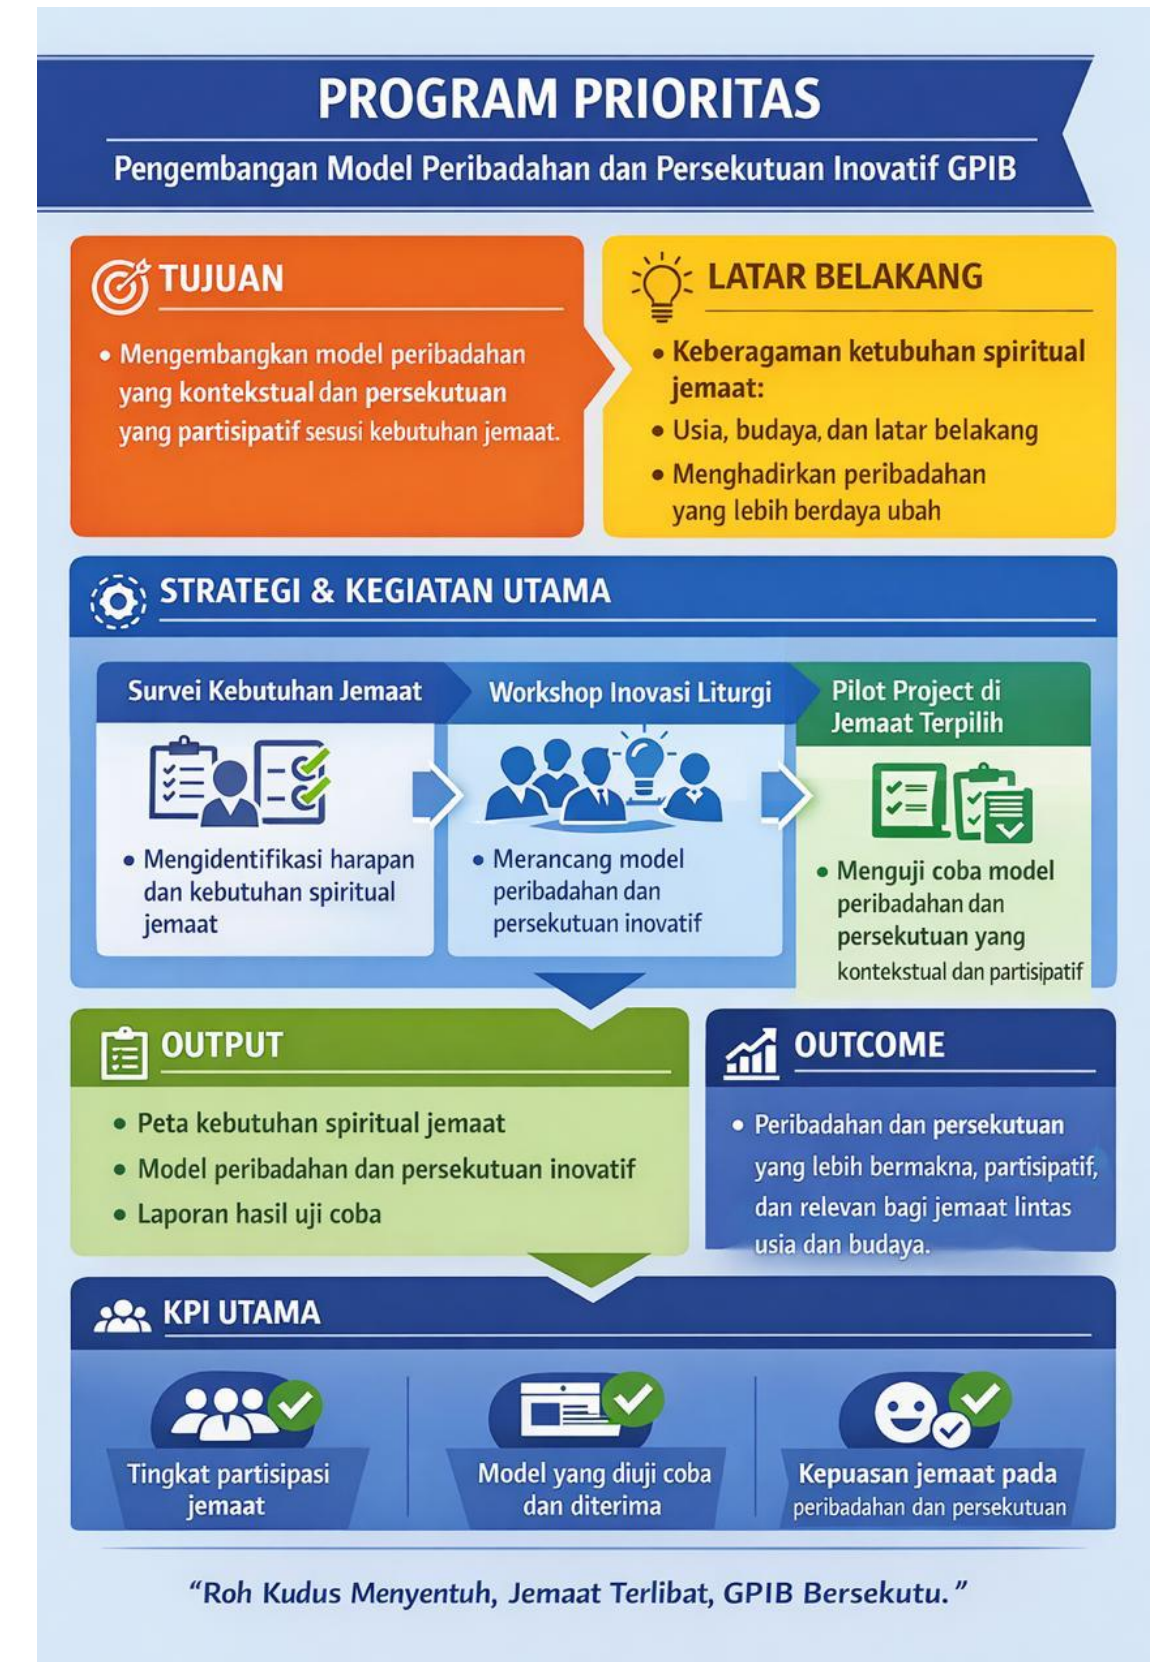 PROGRAM PRIORITAS
Pengembangan Model Peribadahan dan Persekutuan Inovatif GPIB
TUJUAN
• Mengembangkan model peribadahan
yang kontekstual dan persekutuan
yang partisipatif sesusi kebutuhan jemaat.
LATAR BELAKANG
• Keberagaman ketubuhan spiritual
jemaat:
• Usia, budaya, dan latar belakang
• Menghadirkan peribadahan
yang lebih berdaya ubah
STRATEGI & KEGIATAN UTAMA
Survei Kebutuhan Jemaat
• Mengidentifikasi harapan
dan kebutuhan spiritual
jemaat
Workshop Inovasi Liturgi
• Merancang model
peribadahan dan
persekutuan inovatif
Pilot Project di
Jemaat Terpilih
• Menguji coba model
peribadahan dan
persekutuan yang
kontekstual dan partisipatif
OUTPUT
• Peta kebutuhan spiritual jemaat
• Model peribadahan dan persekutuan inovatif
• Laporan hasil uji coba
OUTCOME
• Peribadahan dan persekutuan
yang lebih bermakna, partisipatif,
dan relevan bagi jemaat lintas
usia dan budaya.
KPI UTAMA
Tingkat partisipasi
jemaat
Model yang diuji coba
dan diterima
Kepuasan jemaat pada
peribadahan dan persekutuan
“Roh Kudus Menyentuh, Jemaat Terlibat, GPIB Bersekutu.”